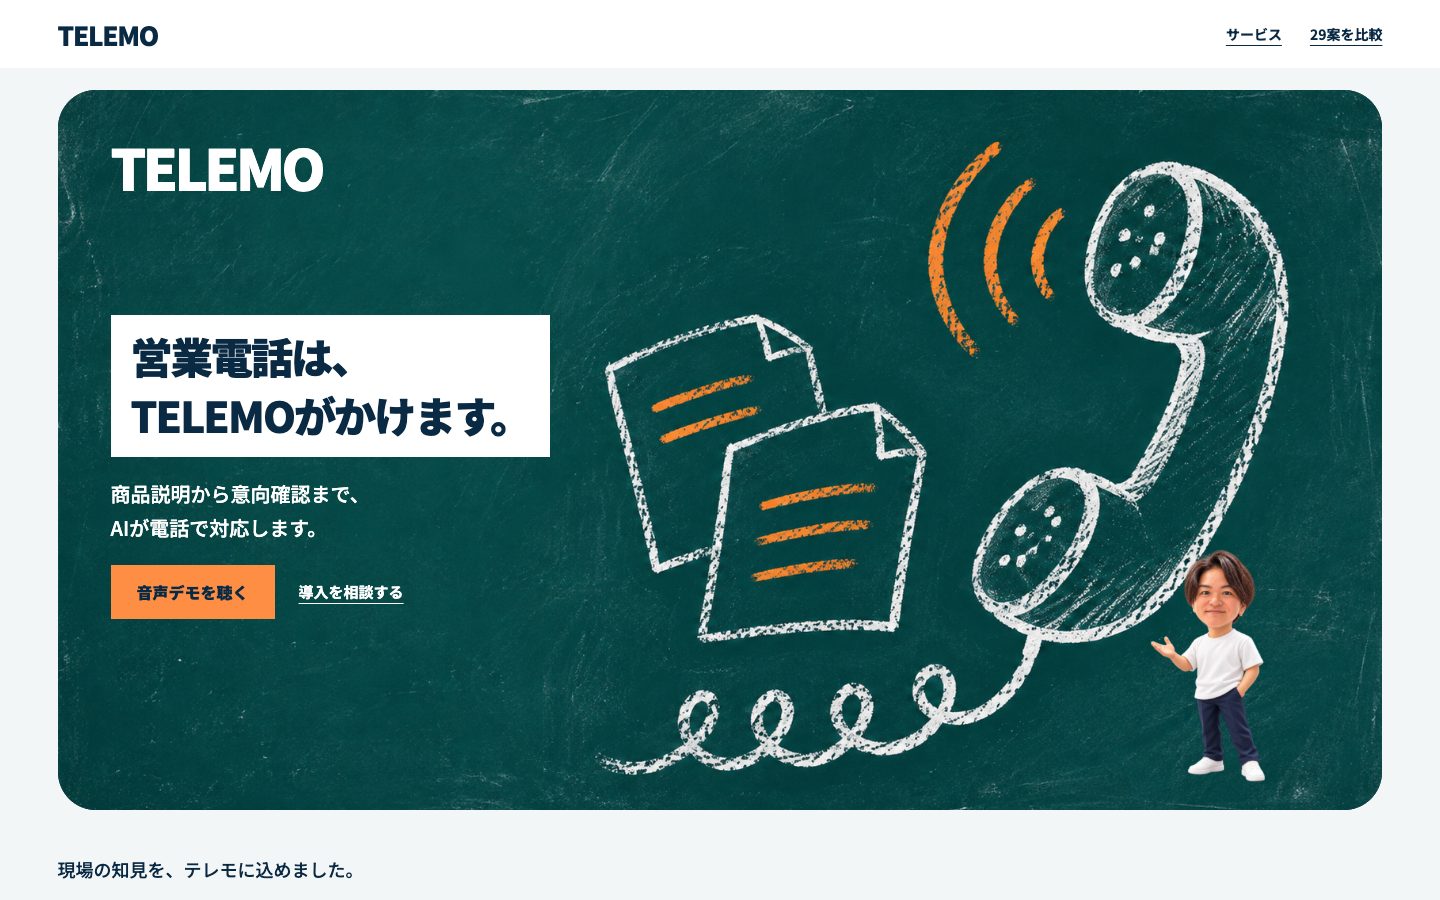 TELEMO
サービス
29案を比較
TELEMO
営業電話は、
TELEMOがかけます。
商品説明から意向確認まで、
AIが電話で対応します。
音声デモを聴く
導入を相談する
現場の知見を、テレモに込めました。